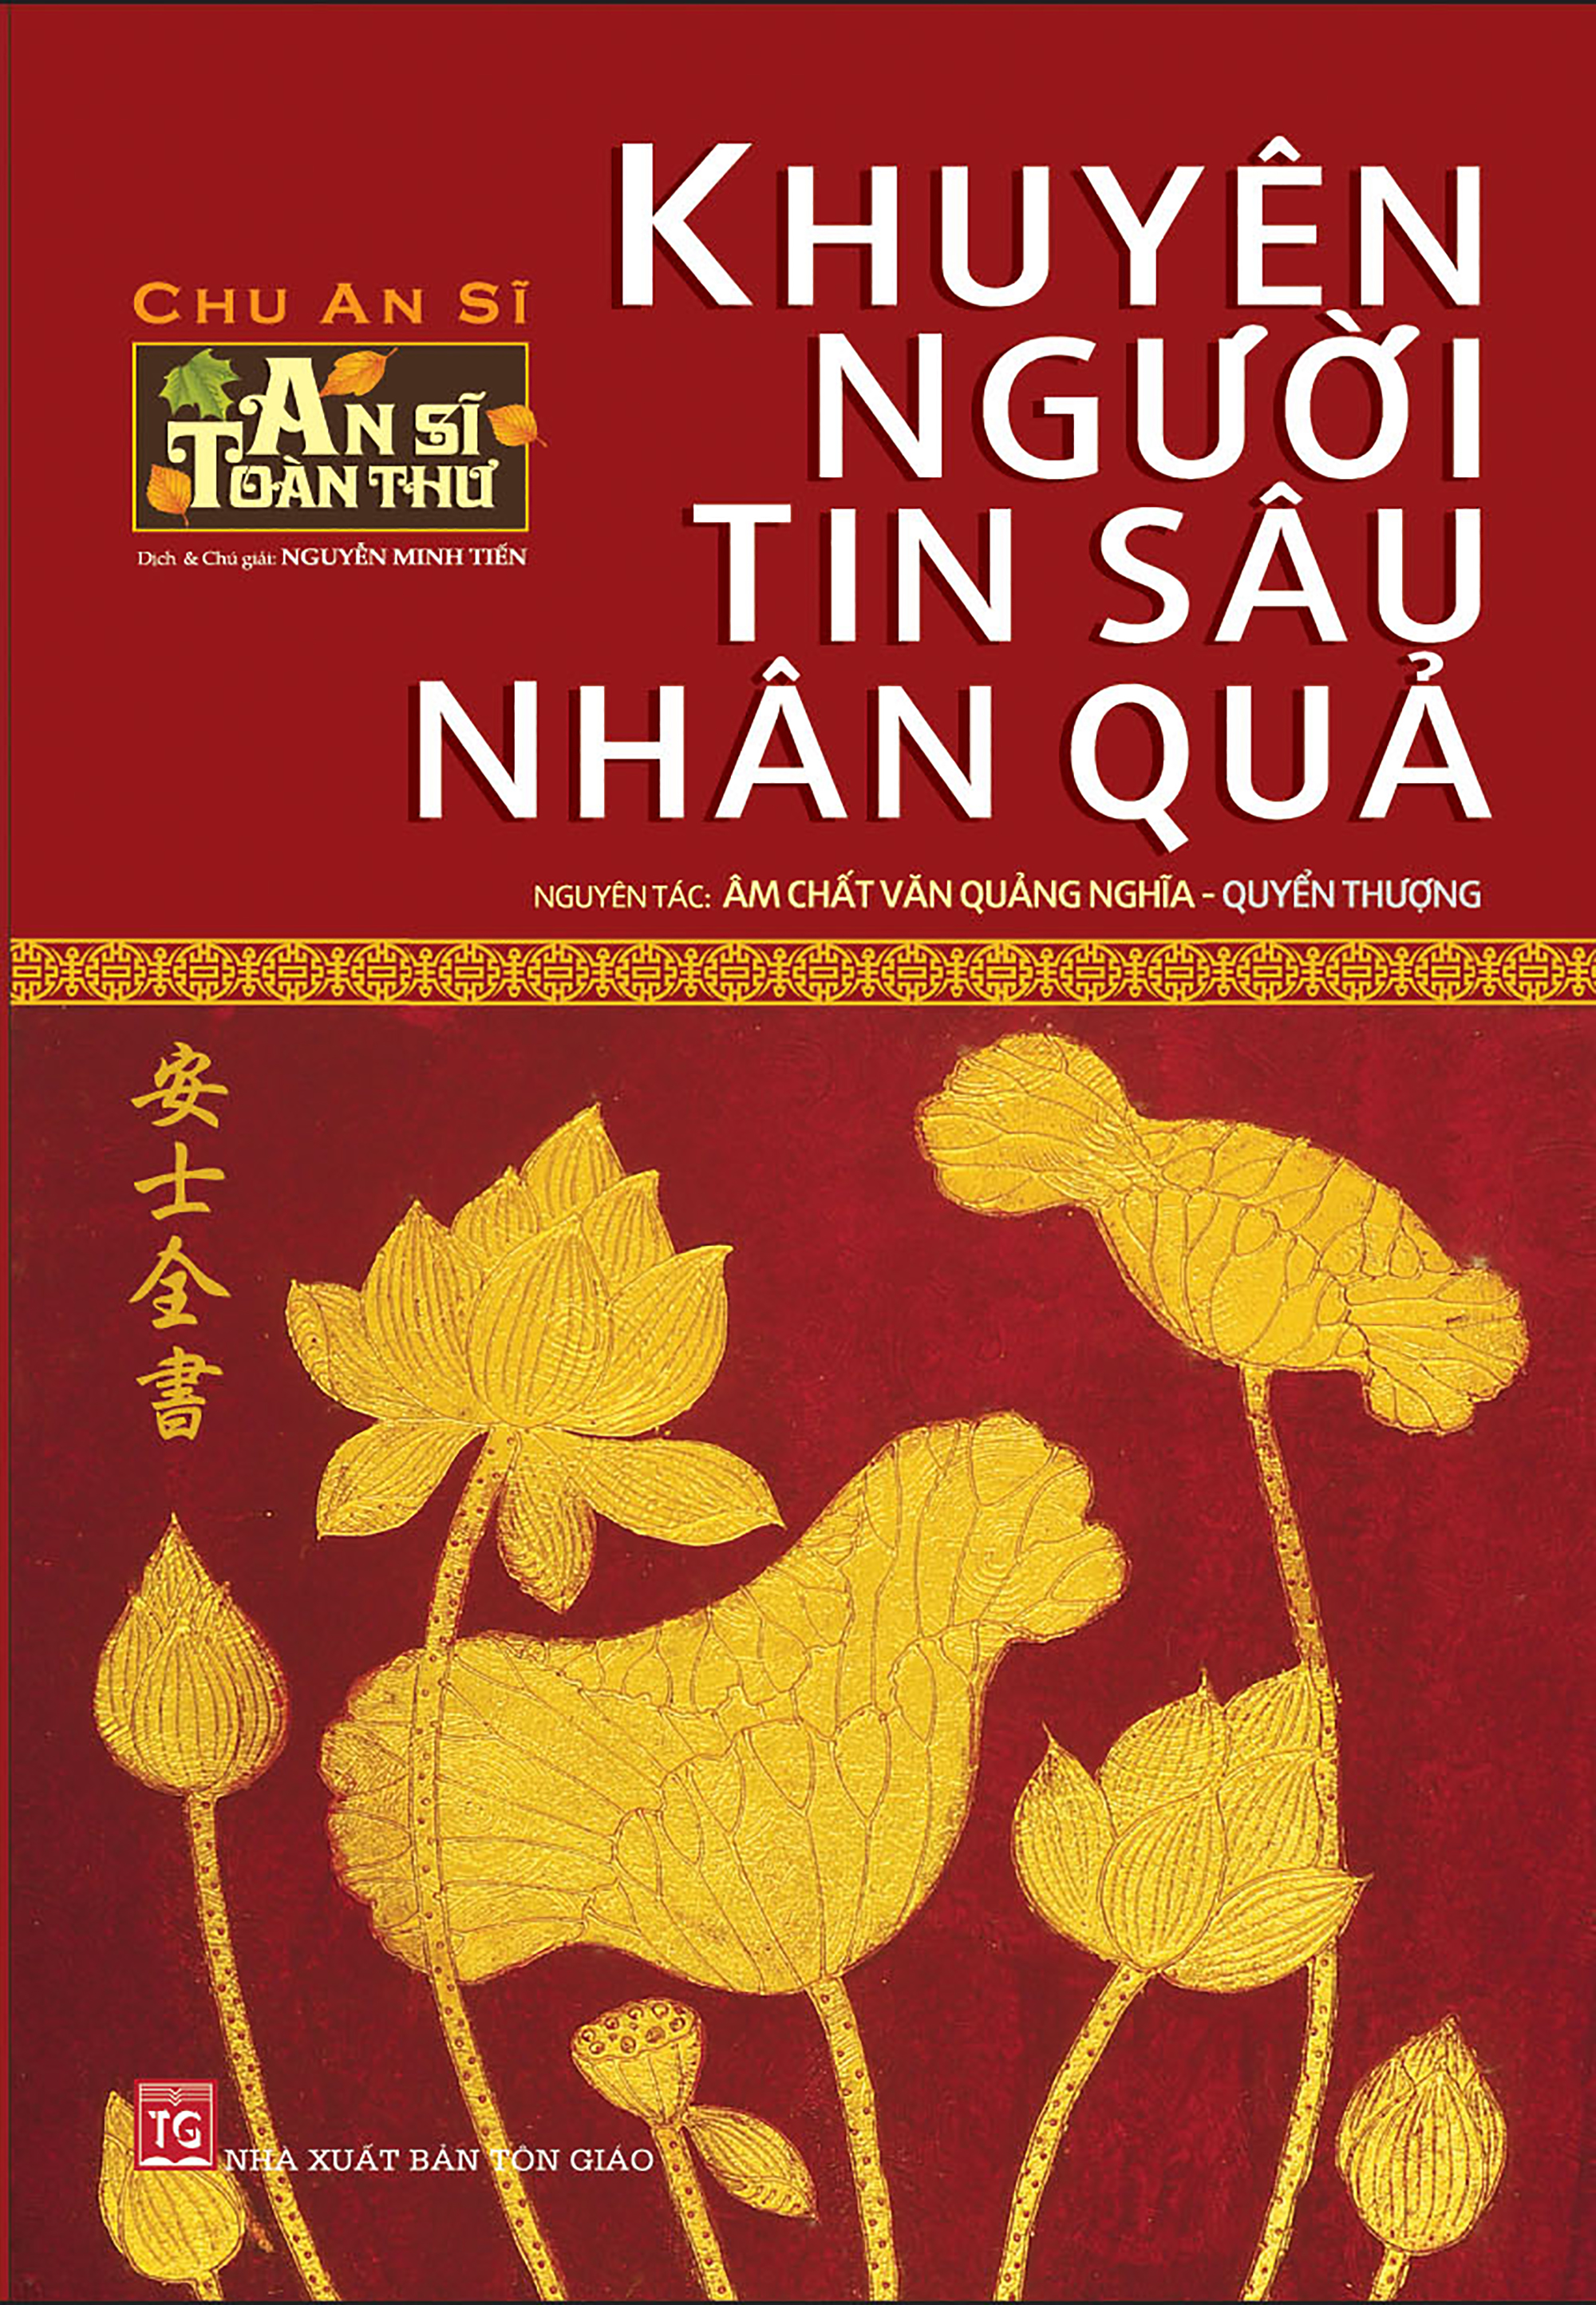 KHUYÊN
NGƯỜI
TIN SÂU
NHÂN QUẢ
CHU AN SĨ
AN SĨ
TOÀN THƯ
Dịch & Chú giải: NGUYỄN MINH TIẾN
NGUYÊN TÁC: ÂM CHẤT VĂN QUẢNG NGHĨA - QUYỂN THƯỢNG
安士全書
TG
NHÀ XUẤT BẢN TÔN GIÁO